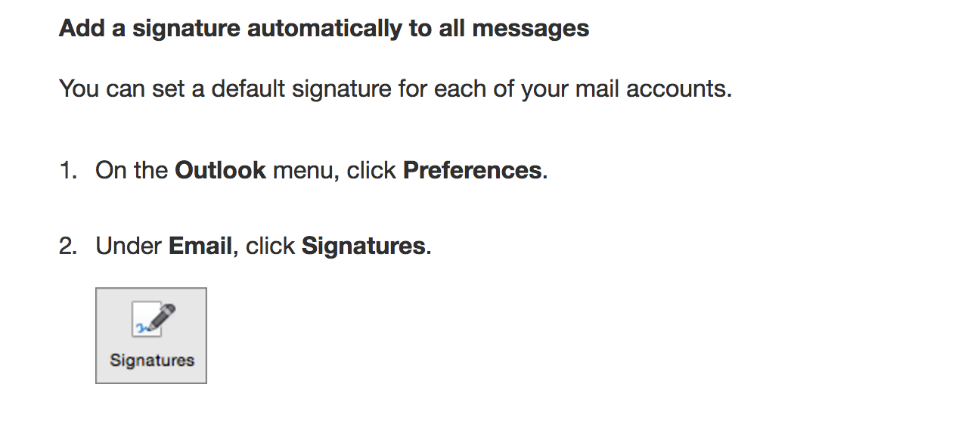 Add a signature automatically to all messages
You can set a default signature for each of your mail accounts.
1. On the Outlook menu, click Preferences.
2. Under Email, click Signatures.
Signatures